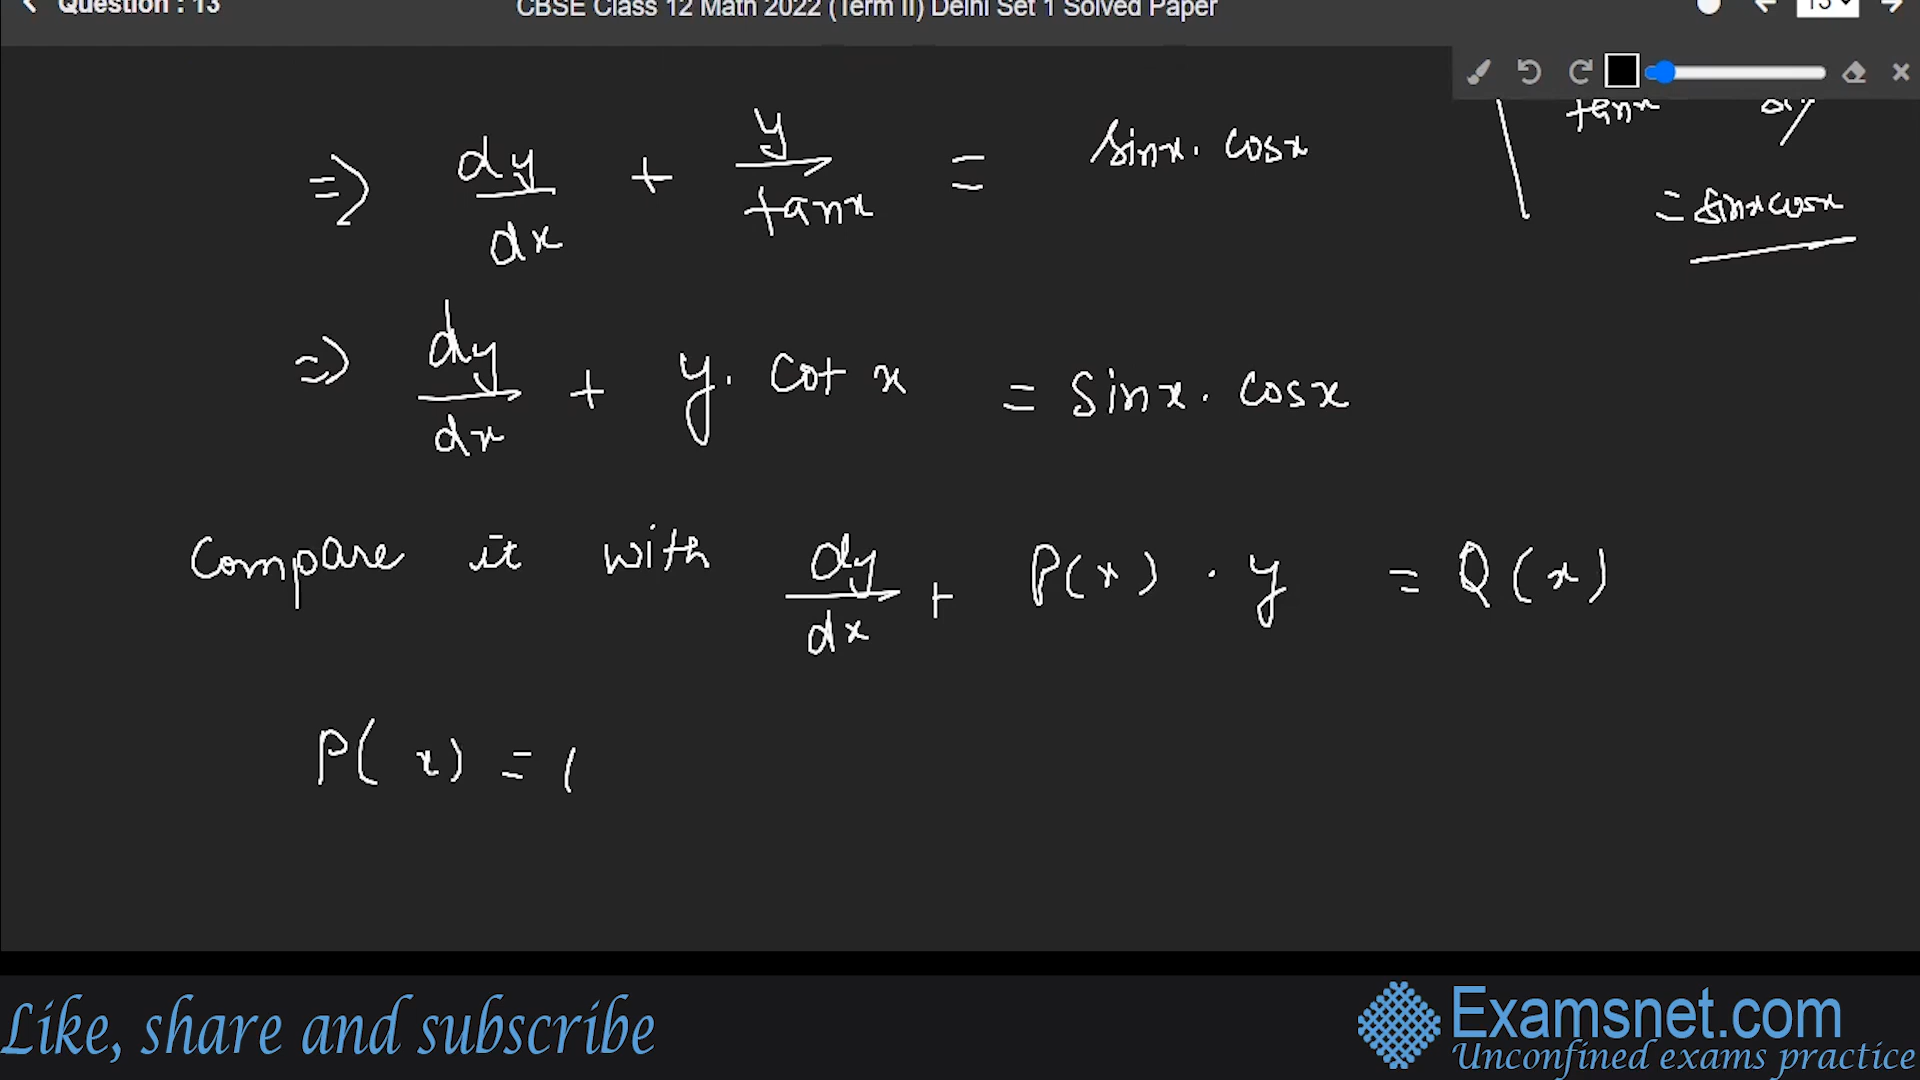 Question : 13
CBSE Class 12 Math 2022 (Term II) Delhi Set 1 Solved Paper
13
⇒ dy/dx + y/tanx = sinx. cosx
tanx
= sinx cosx
⇒ dy/dx + y. cot x = sinx. cosx
Compare it with dy/dx + P(x) . y = Q(x)
P(x) = (
Like, share and subscribe
Examsnet.com
Unconfined exams practice